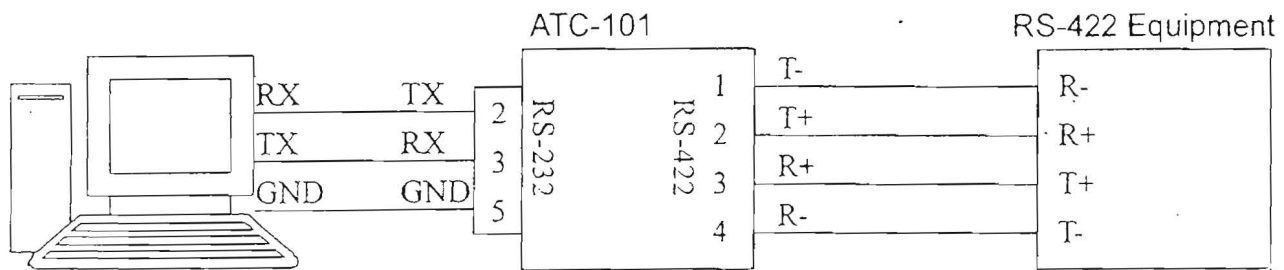 ATC-101 RS-422 Equipment
RX TX 2 1 T- R-
TX RX 3 2 T+ R+
GND GND 5 3 R+ T+
4 R- T-
RS-232
RS-422